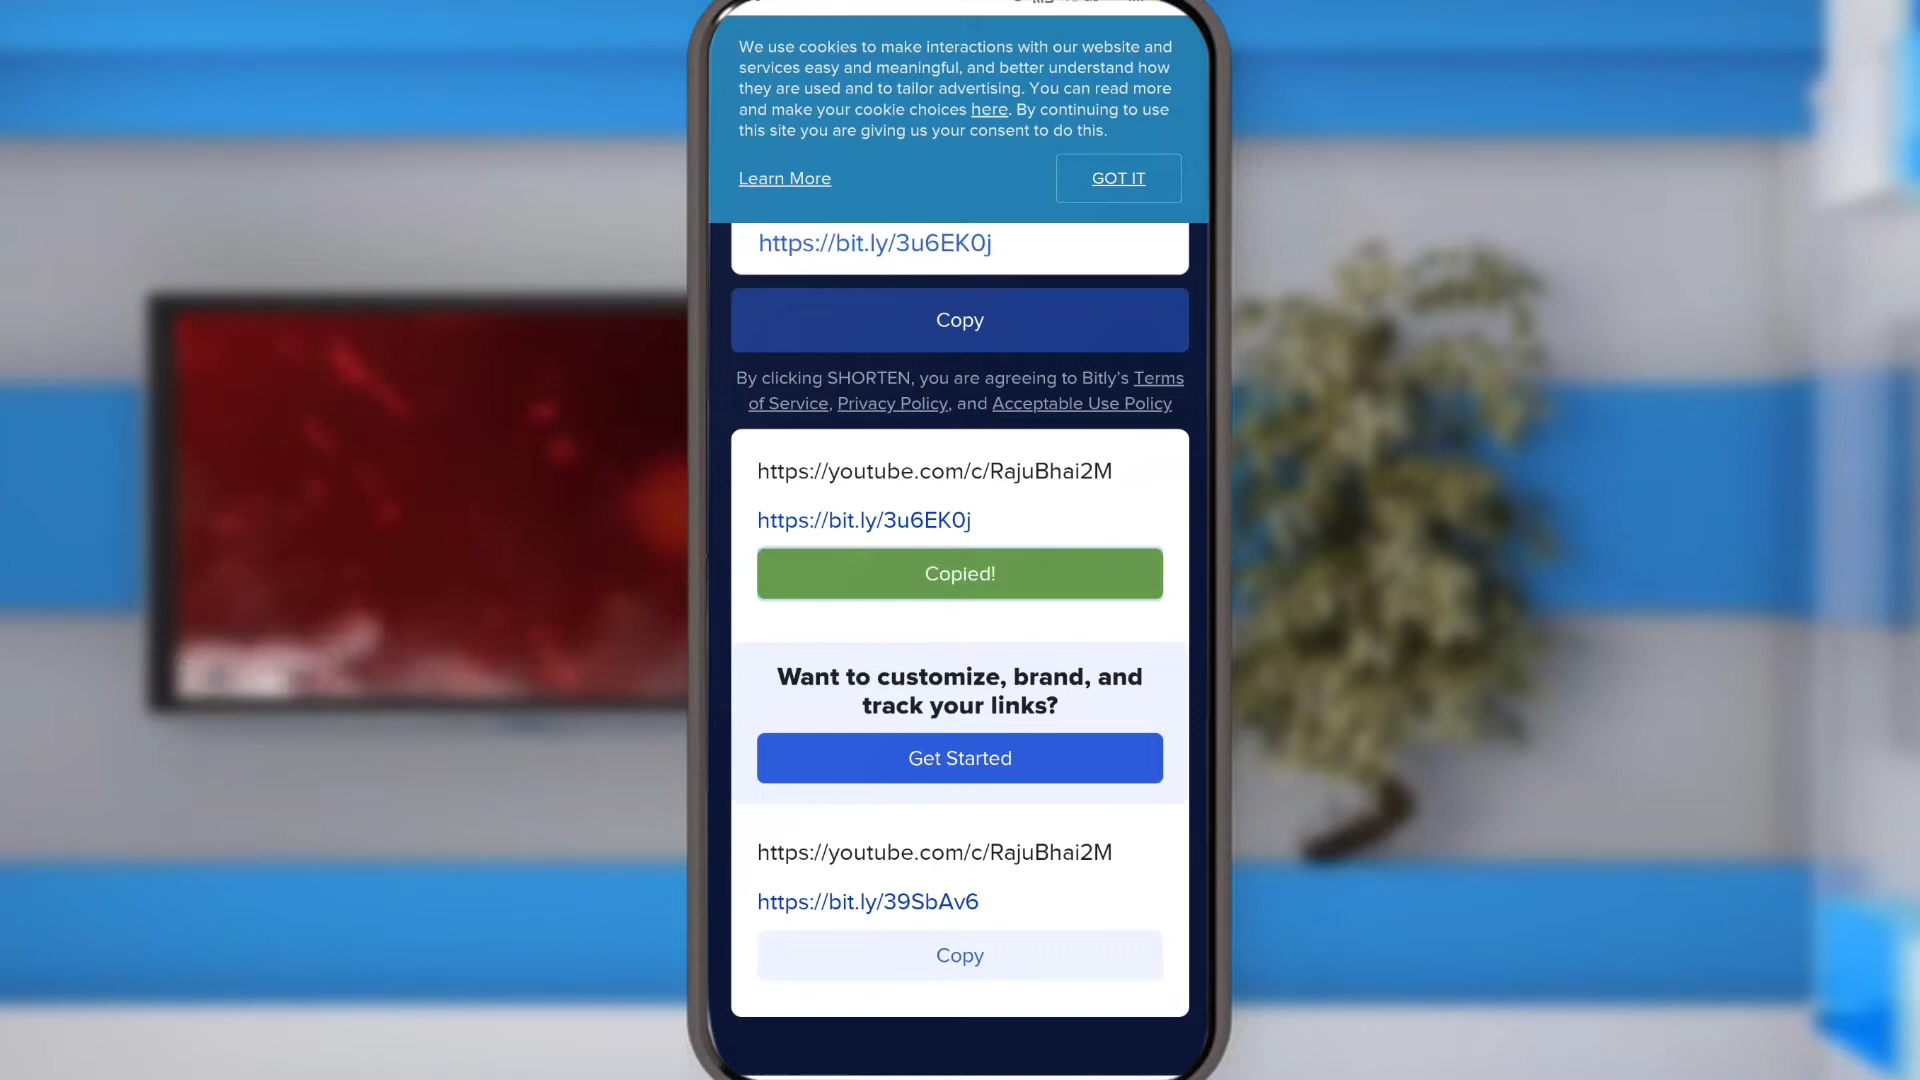 We use cookies to make interactions with our website and
services easy and meaningful, and better understand how
they are used and to tailor advertising. You can read more
and make your cookie choices here. By continuing to use
this site you are giving us your consent to do this.
Learn More
GOT IT
https://bit.ly/3u6EK0j
Copy
By clicking SHORTEN, you are agreeing to Bitly’s Terms
of Service, Privacy Policy, and Acceptable Use Policy
https://youtube.com/c/RajuBhai2M
https://bit.ly/3u6EK0j
Copied!
Want to customize, brand, and
track your links?
Get Started
https://youtube.com/c/RajuBhai2M
https://bit.ly/39SbAv6
Copy